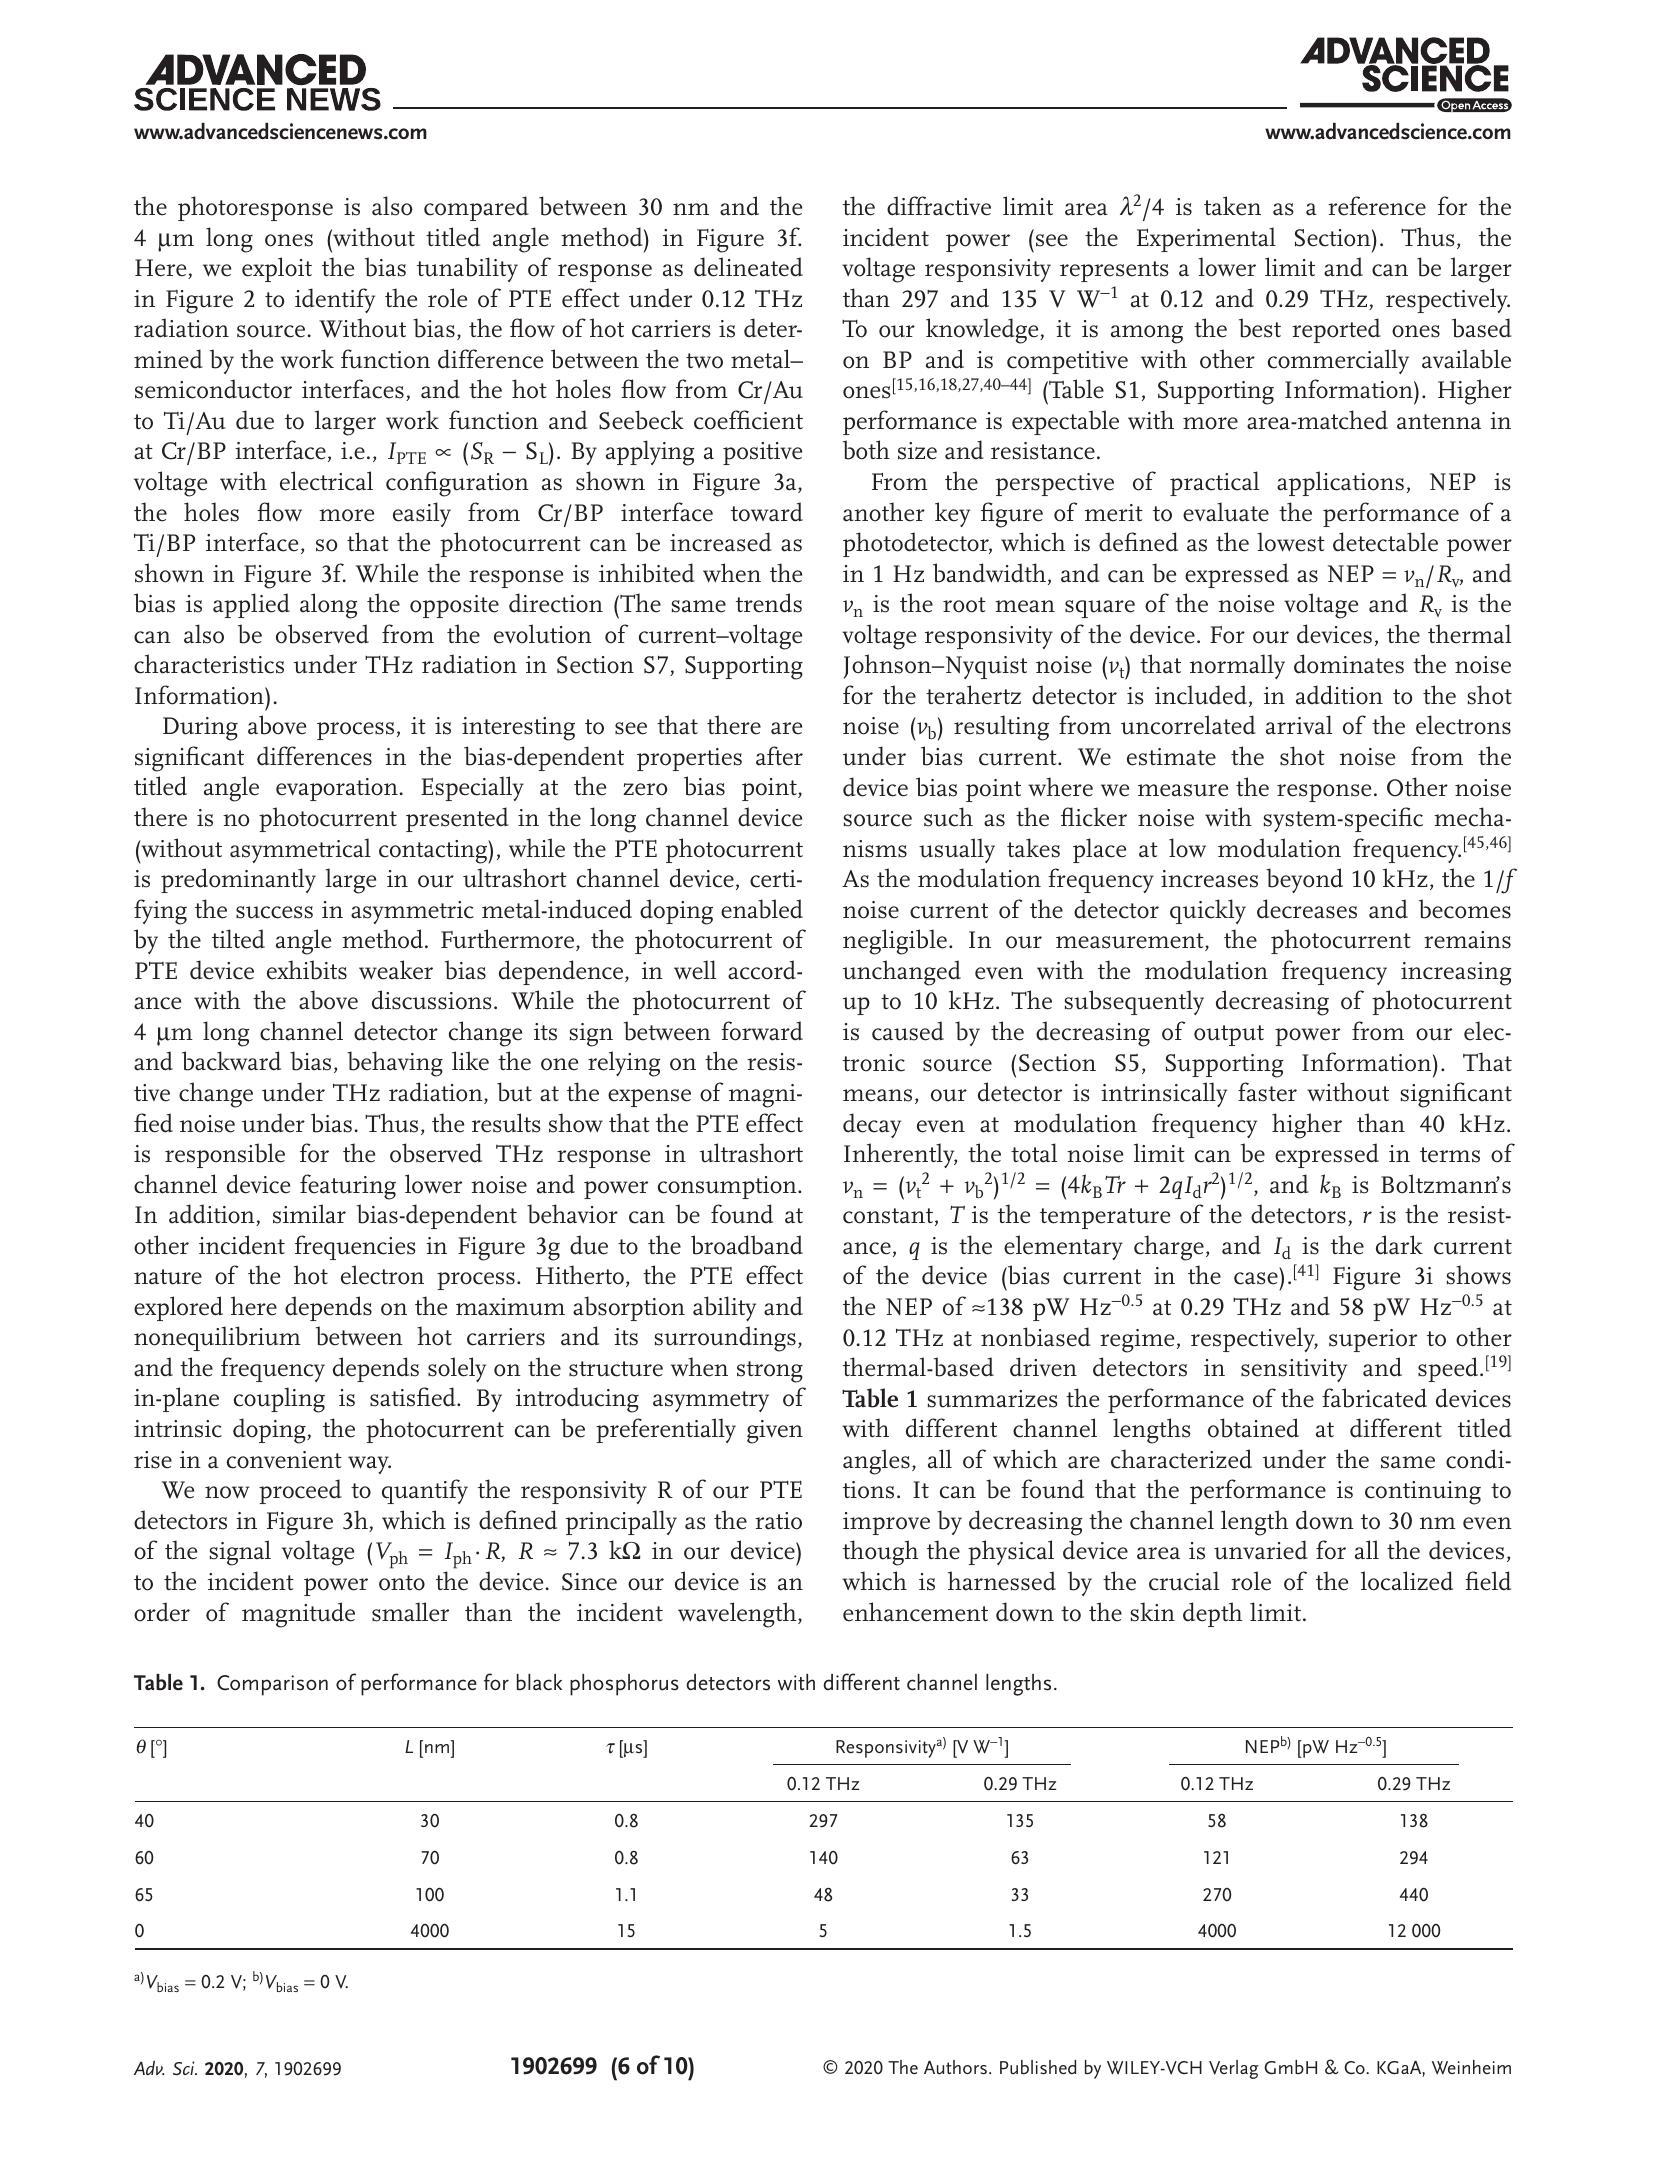 ADVANCED
SCIENCE NEWS
www.advancedsciencenews.com
ADVANCED
SCIENCE
Open Access
www.advancedscience.com
the photoresponse is also compared between 30 nm and the
4 µm long ones (without titled angle method) in Figure 3f.
Here, we exploit the bias tunability of response as delineated
in Figure 2 to identify the role of PTE effect under 0.12 THz
radiation source. Without bias, the flow of hot carriers is deter-
mined by the work function difference between the two metal–
semiconductor interfaces, and the hot holes flow from Cr/Au
to Ti/Au due to larger work function and Seebeck coefficient
at Cr/BP interface, i.e., I_PTE ∝ (S_R − S_L). By applying a positive
voltage with electrical configuration as shown in Figure 3a,
the holes flow more easily from Cr/BP interface toward
Ti/BP interface, so that the photocurrent can be increased as
shown in Figure 3f. While the response is inhibited when the
bias is applied along the opposite direction (The same trends
can also be observed from the evolution of current–voltage
characteristics under THz radiation in Section S7, Supporting
Information).
During above process, it is interesting to see that there are
significant differences in the bias-dependent properties after
titled angle evaporation. Especially at the zero bias point,
there is no photocurrent presented in the long channel device
(without asymmetrical contacting), while the PTE photocurrent
is predominantly large in our ultrashort channel device, certi-
fying the success in asymmetric metal-induced doping enabled
by the tilted angle method. Furthermore, the photocurrent of
PTE device exhibits weaker bias dependence, in well accord-
ance with the above discussions. While the photocurrent of
4 µm long channel detector change its sign between forward
and backward bias, behaving like the one relying on the resis-
tive change under THz radiation, but at the expense of magni-
fied noise under bias. Thus, the results show that the PTE effect
is responsible for the observed THz response in ultrashort
channel device featuring lower noise and power consumption.
In addition, similar bias-dependent behavior can be found at
other incident frequencies in Figure 3g due to the broadband
nature of the hot electron process. Hitherto, the PTE effect
explored here depends on the maximum absorption ability and
nonequilibrium between hot carriers and its surroundings,
and the frequency depends solely on the structure when strong
in-plane coupling is satisfied. By introducing asymmetry of
intrinsic doping, the photocurrent can be preferentially given
rise in a convenient way.
We now proceed to quantify the responsivity R of our PTE
detectors in Figure 3h, which is defined principally as the ratio
of the signal voltage (V_ph = I_ph · R, R ≈ 7.3 kΩ in our device)
to the incident power onto the device. Since our device is an
order of magnitude smaller than the incident wavelength,
the diffractive limit area λ²/4 is taken as a reference for the
incident power (see the Experimental Section). Thus, the
voltage responsivity represents a lower limit and can be larger
than 297 and 135 V W⁻¹ at 0.12 and 0.29 THz, respectively.
To our knowledge, it is among the best reported ones based
on BP and is competitive with other commercially available
ones[15,16,18,27,40–44] (Table S1, Supporting Information). Higher
performance is expectable with more area-matched antenna in
both size and resistance.
From the perspective of practical applications, NEP is
another key figure of merit to evaluate the performance of a
photodetector, which is defined as the lowest detectable power
in 1 Hz bandwidth, and can be expressed as NEP = v_n/R_v, and
v_n is the root mean square of the noise voltage and R_v is the
voltage responsivity of the device. For our devices, the thermal
Johnson–Nyquist noise (v_t) that normally dominates the noise
for the terahertz detector is included, in addition to the shot
noise (v_b) resulting from uncorrelated arrival of the electrons
under bias current. We estimate the shot noise from the
device bias point where we measure the response. Other noise
source such as the flicker noise with system-specific mecha-
nisms usually takes place at low modulation frequency.[45,46]
As the modulation frequency increases beyond 10 kHz, the 1/f
noise current of the detector quickly decreases and becomes
negligible. In our measurement, the photocurrent remains
unchanged even with the modulation frequency increasing
up to 10 kHz. The subsequently decreasing of photocurrent
is caused by the decreasing of output power from our elec-
tronic source (Section S5, Supporting Information). That
means, our detector is intrinsically faster without significant
decay even at modulation frequency higher than 40 kHz.
Inherently, the total noise limit can be expressed in terms of
v_n = (v_t² + v_b²)^1/2 = (4k_BTr + 2qI_dr²)^1/2, and k_B is Boltzmann's
constant, T is the temperature of the detectors, r is the resist-
ance, q is the elementary charge, and I_d is the dark current
of the device (bias current in the case).[41] Figure 3i shows
the NEP of ≈138 pW Hz⁻⁰·⁵ at 0.29 THz and 58 pW Hz⁻⁰·⁵ at
0.12 THz at nonbiased regime, respectively, superior to other
thermal-based driven detectors in sensitivity and speed.[19]
Table 1 summarizes the performance of the fabricated devices
with different channel lengths obtained at different titled
angles, all of which are characterized under the same condi-
tions. It can be found that the performance is continuing to
improve by decreasing the channel length down to 30 nm even
though the physical device area is unvaried for all the devices,
which is harnessed by the crucial role of the localized field
enhancement down to the skin depth limit.
Table 1. Comparison of performance for black phosphorus detectors with different channel lengths.
θ [°] L [nm] τ [µs] Responsivity a) [V W⁻¹] NEP b) [pW Hz⁻⁰·⁵]
0.12 THz 0.29 THz 0.12 THz 0.29 THz
40 30 0.8 297 135 58 138
60 70 0.8 140 63 121 294
65 100 1.1 48 33 270 440
0 4000 15 5 1.5 4000 12 000
a) V_bias = 0.2 V; b) V_bias = 0 V.
Adv. Sci. 2020, 7, 1902699 1902699 (6 of 10) © 2020 The Authors. Published by WILEY-VCH Verlag GmbH & Co. KGaA, Weinheim